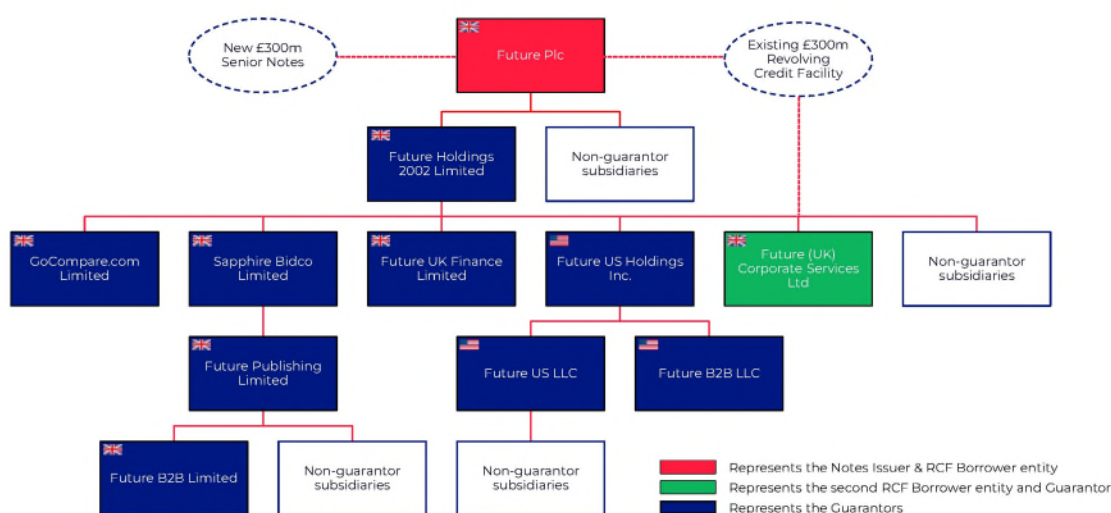 New £300m
Senior Notes
Future Plc
Existing £300m
Revolving
Credit Facility
Future Holdings
2002 Limited
Non-guarantor
subsidiaries
GoCompare.com
Limited
Sapphire Bidco
Limited
Future UK Finance
Limited
Future US Holdings
Inc.
Future (UK)
Corporate Services
Ltd
Non-guarantor
subsidiaries
Future Publishing
Limited
Future US LLC
Future B2B LLC
Future B2B Limited
Non-guarantor
subsidiaries
Non-guarantor
subsidiaries
Represents the Notes Issuer & RCF Borrower entity
Represents the second RCF Borrower entity and Guarantor
Represents the Guarantors